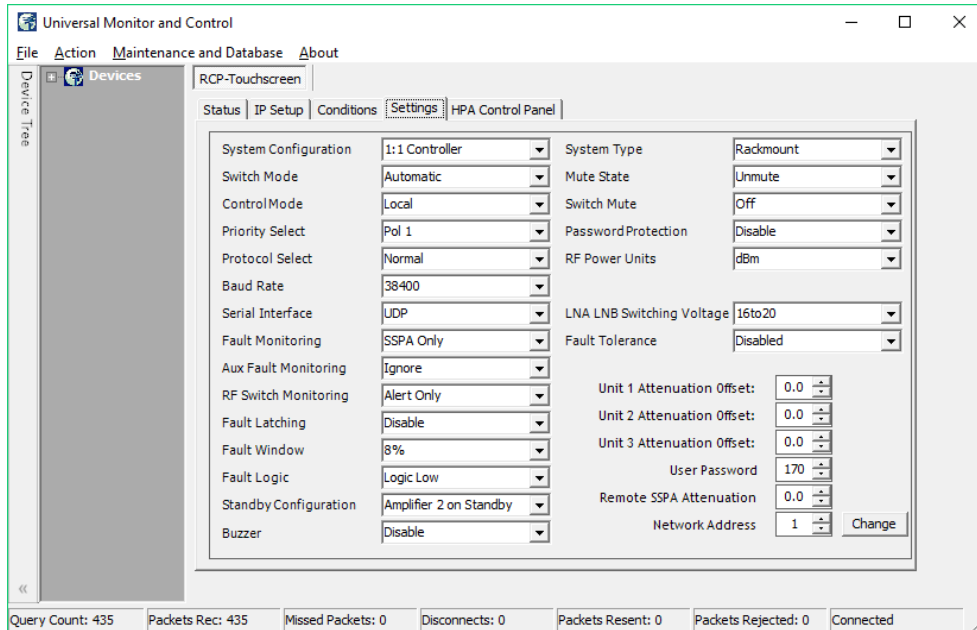 Universal Monitor and Control
File Action Maintenance and Database About
Device Tree
Devices
RCP-Touchscreen
Status IP Setup Conditions Settings HPA Control Panel
System Configuration 1:1 Controller System Type Rackmount
Switch Mode Automatic Mute State Unmute
Control Mode Local Switch Mute Off
Priority Select Pol 1 Password Protection Disable
Protocol Select Normal RF Power Units dBm
Baud Rate 38400
Serial Interface UDP LNA LNB Switching Voltage 16to20
Fault Monitoring SSPA Only Fault Tolerance Disabled
Aux Fault Monitoring Ignore
RF Switch Monitoring Alert Only
Fault Latching Disable
Fault Window 8%
Fault Logic Logic Low
Standby Configuration Amplifier 2 on Standby
Buzzer Disable
Unit 1 Attenuation Offset: 0.0
Unit 2 Attenuation Offset: 0.0
Unit 3 Attenuation Offset: 0.0
User Password 170
Remote SSPA Attenuation 0.0
Network Address 1 Change
Query Count: 435 Packets Rec: 435 Missed Packets: 0 Disconnects: 0 Packets Resent: 0 Packets Rejected: 0 Connected